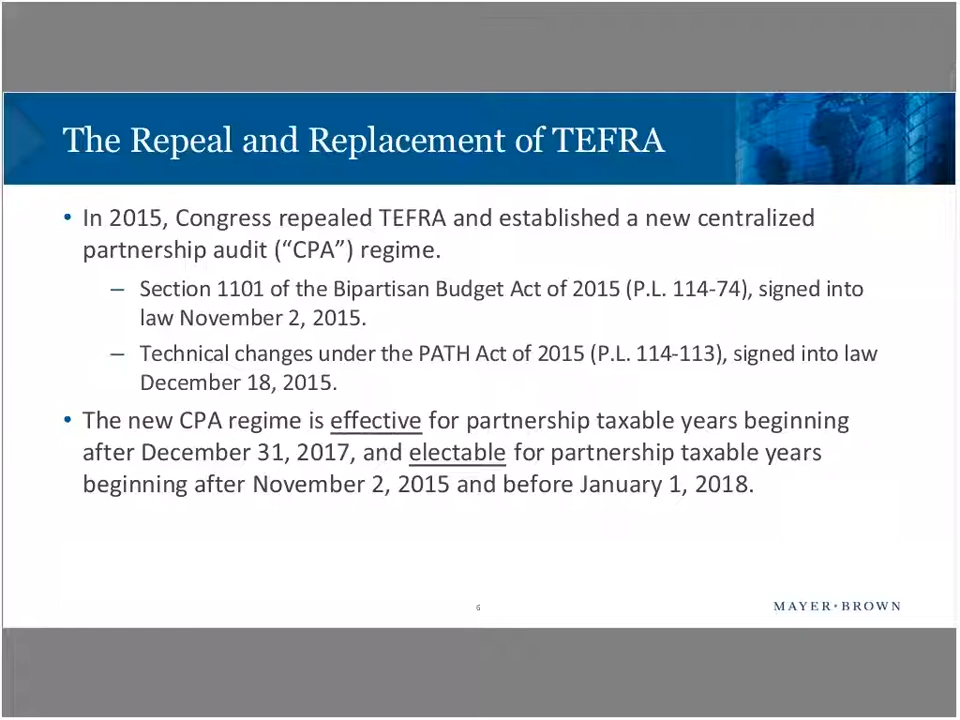 The Repeal and Replacement of TEFRA
• In 2015, Congress repealed TEFRA and established a new centralized
partnership audit (“CPA”) regime.
– Section 1101 of the Bipartisan Budget Act of 2015 (P.L. 114-74), signed into
law November 2, 2015.
– Technical changes under the PATH Act of 2015 (P.L. 114-113), signed into law
December 18, 2015.
• The new CPA regime is effective for partnership taxable years beginning
after December 31, 2017, and electable for partnership taxable years
beginning after November 2, 2015 and before January 1, 2018.
6
MAYER•BROWN